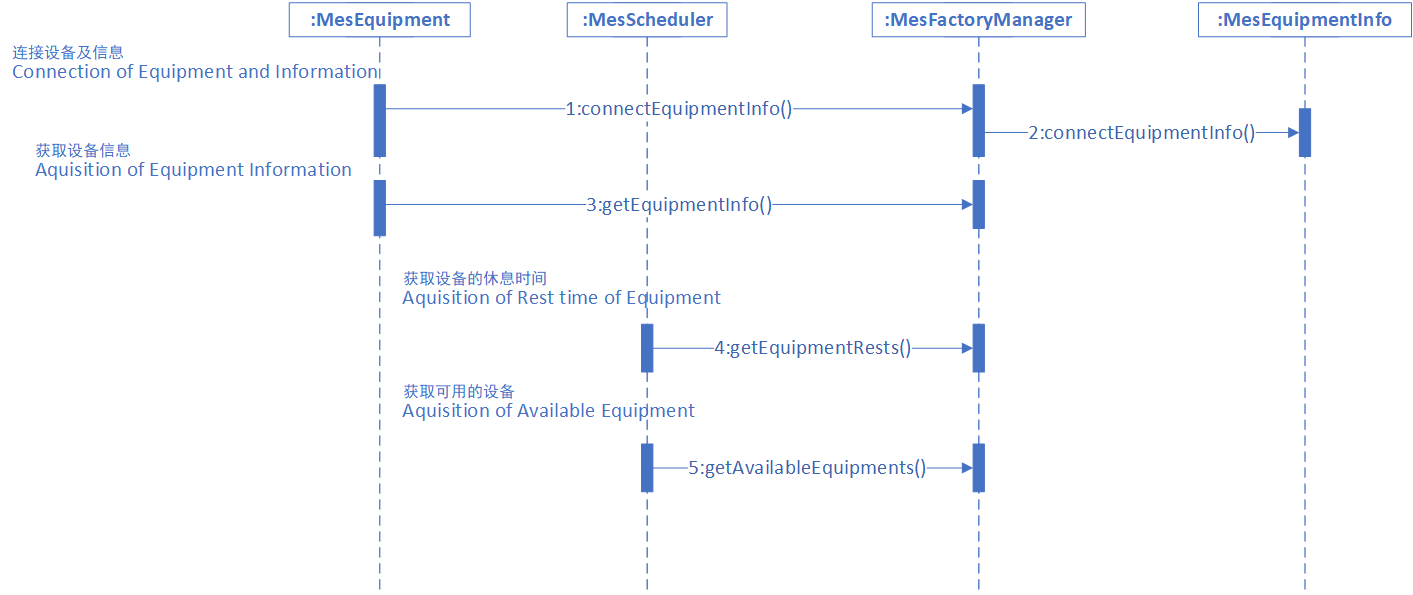 :MesEquipment
:MesScheduler
:MesFactoryManager
:MesEquipmentInfo
连接设备及信息
Connection of Equipment and Information
1:connectEquipmentInfo()
2:connectEquipmentInfo()
获取设备信息
Aquisition of Equipment Information
3:getEquipmentInfo()
获取设备的休息时间
Aquisition of Rest time of Equipment
4:getEquipmentRests()
获取可用的设备
Aquisition of Available Equipment
5:getAvailableEquipments()